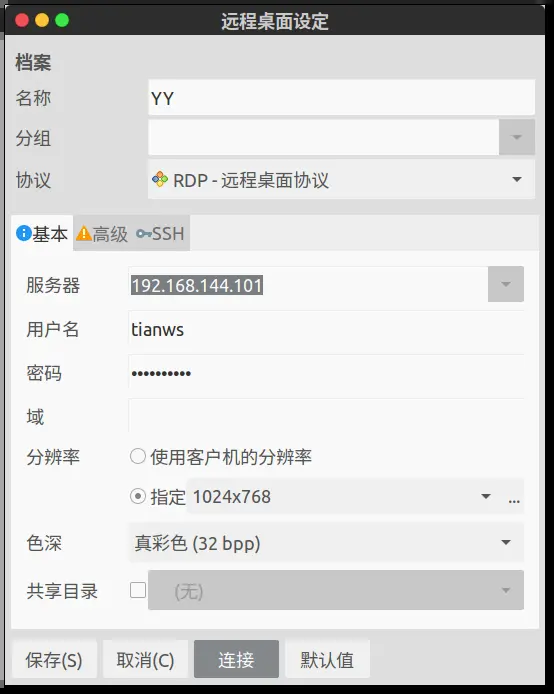 远程桌面设定
档案
名称 YY
分组
协议 RDP - 远程桌面协议
基本 高级 SSH
服务器 192.168.144.101
用户名 tianws
密码 ••••••••••
域
分辨率 使用客户机的分辨率
指定 1024x768 ...
色深 真彩色 (32 bpp)
共享目录 (无)
保存(S) 取消(C) 连接 默认值